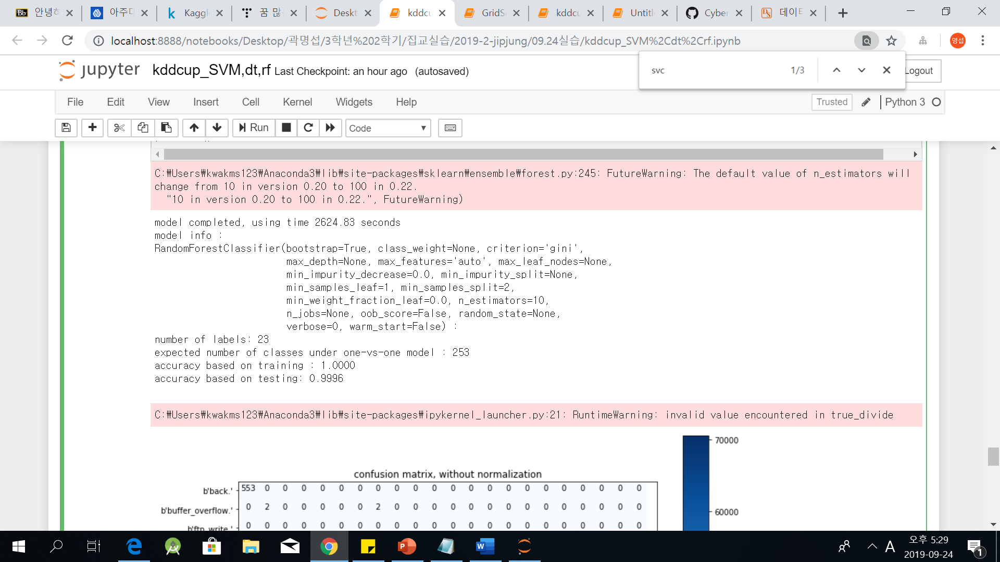 Bb 안녕ㅎ
아주ㄷ
k Kaggl
꿈 많
Deskt
kddcu
GridS
kddcu
Untitl
Cyber
DS 데이터
localhost:8888/notebooks/Desktop/곽명섭/3학년%202학기/집교실습/2019-2-jipjung/09.24실습/kddcup_SVM%2Cdt%2Crf.ipynb
명섭
svc 1/3
jupyter kddcup_SVM,dt,rf Last Checkpoint: an hour ago (autosaved)
Logout
File Edit View Insert Cell Kernel Widgets Help
Trusted Python 3
Run Code
C:₩Users₩kwakms123₩Anaconda3₩lib₩site-packages₩sklearn₩ensemble₩forest.py:245: FutureWarning: The default value of n_estimators will
change from 10 in version 0.20 to 100 in 0.22.
"10 in version 0.20 to 100 in 0.22.", FutureWarning)
model completed, using time 2624.83 seconds
model info :
RandomForestClassifier(bootstrap=True, class_weight=None, criterion='gini',
max_depth=None, max_features='auto', max_leaf_nodes=None,
min_impurity_decrease=0.0, min_impurity_split=None,
min_samples_leaf=1, min_samples_split=2,
min_weight_fraction_leaf=0.0, n_estimators=10,
n_jobs=None, oob_score=False, random_state=None,
verbose=0, warm_start=False) :
number of labels: 23
expected number of classes under one-vs-one model : 253
accuracy based on training : 1.0000
accuracy based on testing: 0.9996
C:₩Users₩kwakms123₩Anaconda3₩lib₩site-packages₩ipykernel_launcher.py:21: RuntimeWarning: invalid value encountered in true_divide
70000
confusion matrix, without normalization
b'back.' 553 0 0 0 0 0 0 0 0 0 0 0 0 0 0 0 0 0 0 0 0 0
b'buffer_overflow.' 0 2 0 0 0 0 0 2 0 0 0 0 0 0 0 0 0 0 0 0 0 0
60000
b'ftp_write.' 0 0 0 0 0 0 0 0 0 0 0 0 0 0 0 0 0 0 0 0 0 0
A
오후 5:29
2019-09-24
1